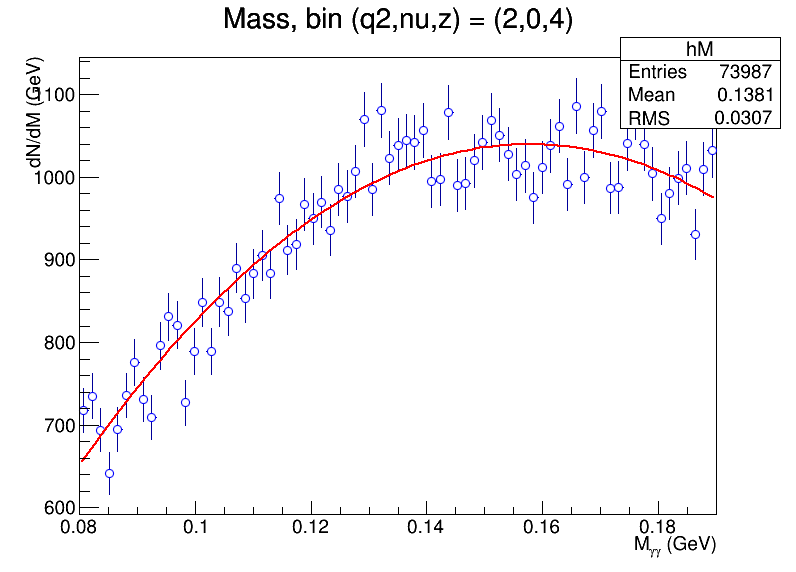 Mass, bin (q2,nu,z) = (2,0,4)
hM
Entries 73987
Mean 0.1381
RMS 0.0307
dN/dM (GeV)
1100
1000
900
800
700
600
0.08 0.1 0.12 0.14 0.16 0.18
Mγγ (GeV)